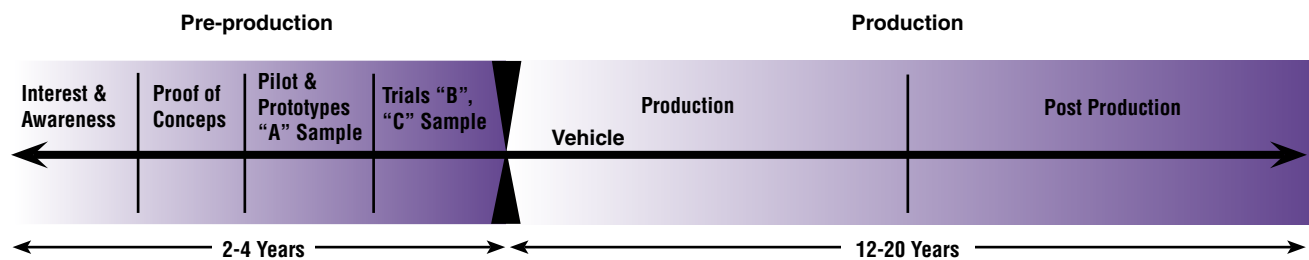 Pre-production
Production
Interest &
Awareness
Proof of
Conceps
Pilot &
Prototypes
“A” Sample
Trials “B”,
“C” Sample
Production
Post Production
Vehicle
2-4 Years
12-20 Years